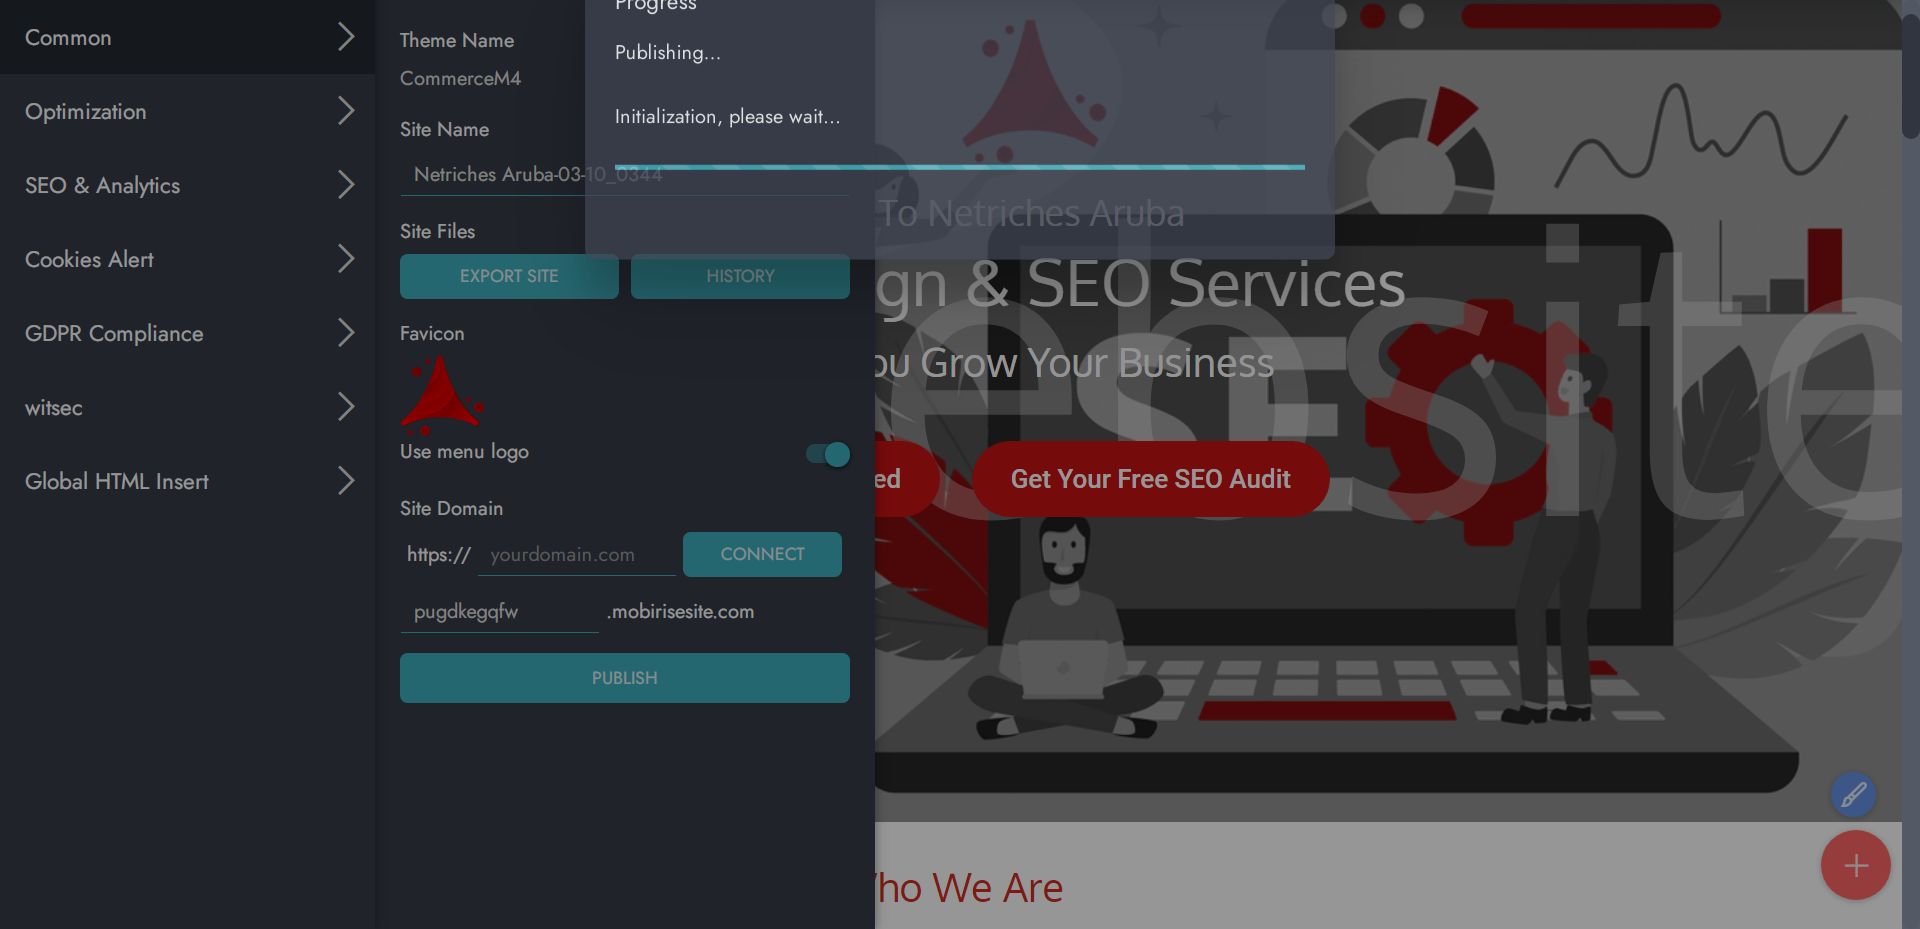 Common
Optimization
SEO & Analytics
Cookies Alert
GDPR Compliance
witsec
Global HTML Insert
Theme Name
CommerceM4
Site Name
Netriches Aruba-03-10_0344
Site Files
EXPORT SITE
HISTORY
Favicon
Use menu logo
Site Domain
https://
yourdomain.com
CONNECT
pugdkegqfw
.mobirisesite.com
PUBLISH
Progress
Publishing...
Initialization, please wait...
To Netriches Aruba
gn & SEO Services
ou Grow Your Business
ed
Get Your Free SEO Audit
SE
ebsite
Who We Are